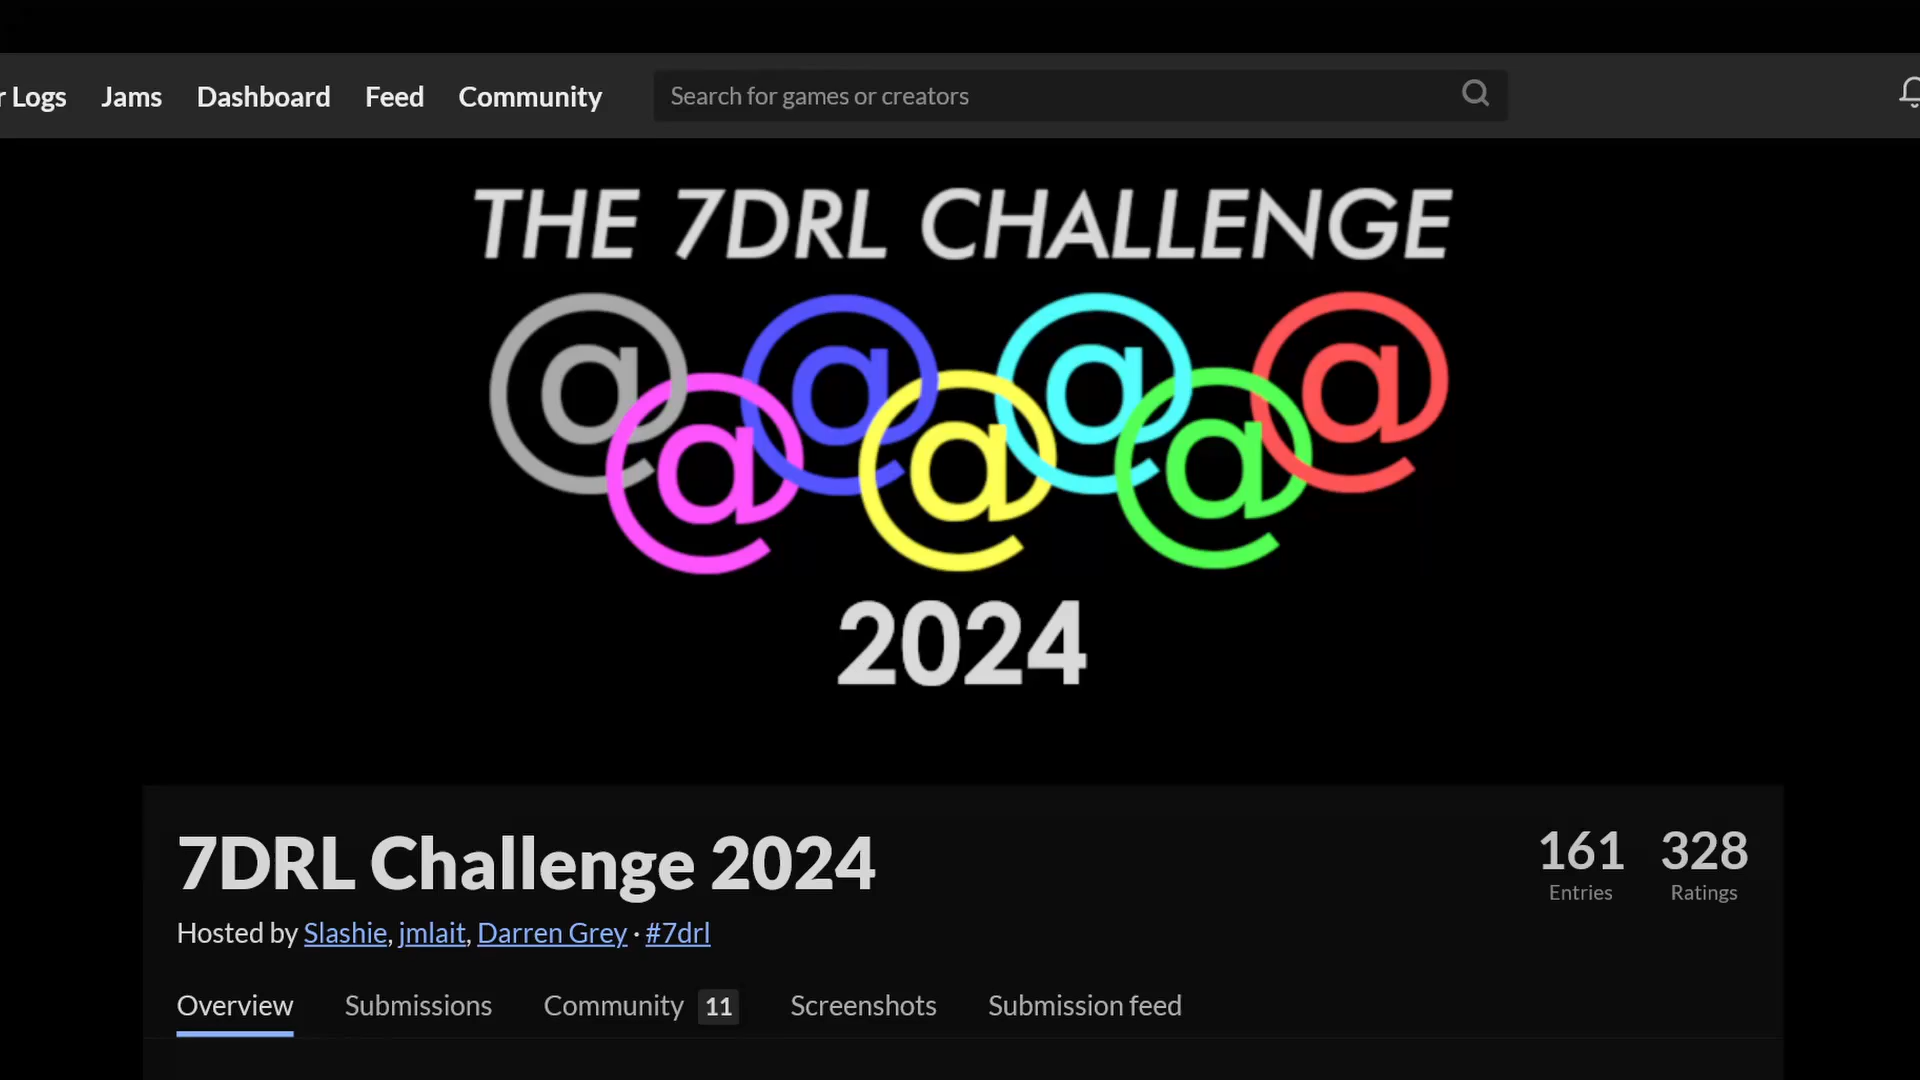 r Logs Jams Dashboard Feed Community Search for games or creators
THE 7DRL CHALLENGE
@ @ @ @
@ @ @
2024
7DRL Challenge 2024
161 328
Entries Ratings
Hosted by Slashie, jmlait, Darren Grey · #7drl
Overview Submissions Community 11 Screenshots Submission feed